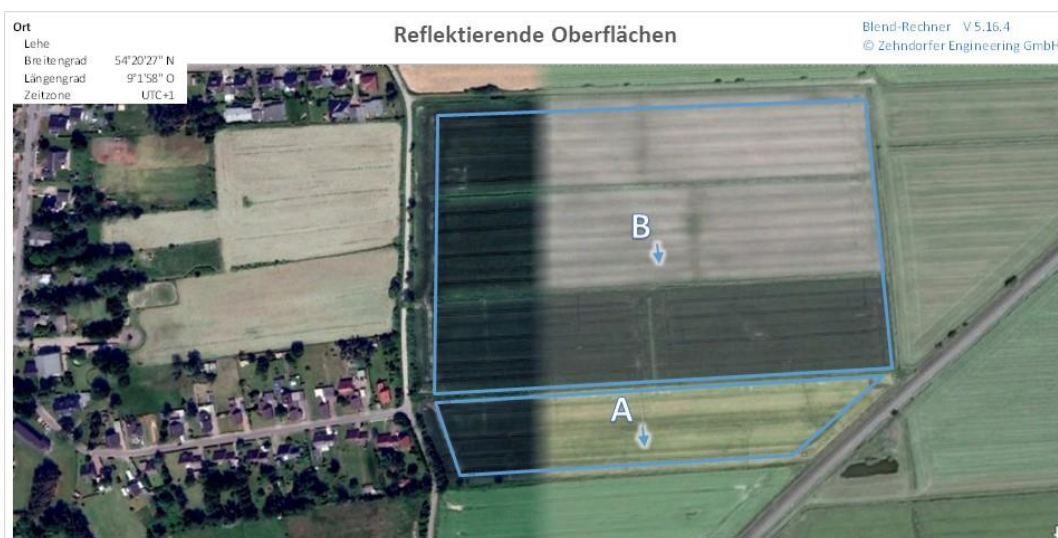 Ort
Lehe
Breitengrad 54°20'27" N
Längengrad 9°1'58" O
Zeitzone UTC+1
Reflektierende Oberflächen
Blend-Rechner V 5.16.4
© Zehndorfer Engineering GmbH
B
A